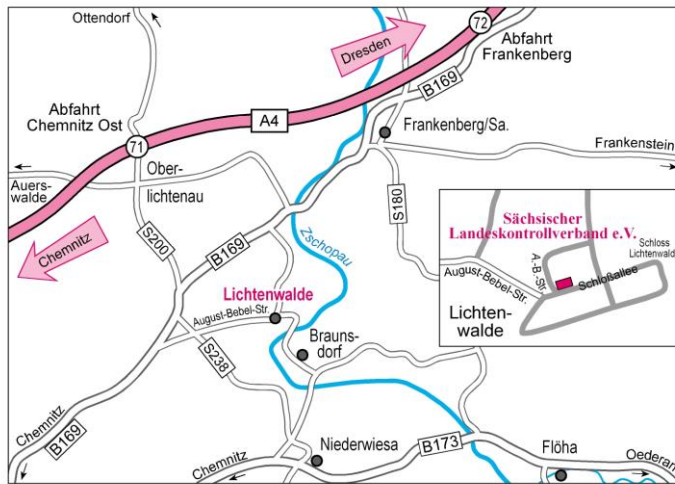 Ottendorf
72
Dresden
Abfahrt
Frankenberg
B169
Abfahrt
Chemnitz Ost
A4
71
Frankenberg/Sa.
Frankenstein
Auers-
walde
Ober-
lichtenau
S180
Chemnitz
S200
B169
Zschopau
Sächsischer
Landeskontrollverband e.V.
Schloss
Lichtenwalde
A.-B.-Str.
August-Bebel-Str.
Schloßallee
Lichten-
walde
Lichtenwalde
August-Bebel-Str.
Brauns-
dorf
S238
Chemnitz
B169
Niederwiesa
B173
Flöha
Oederan
Chemnitz